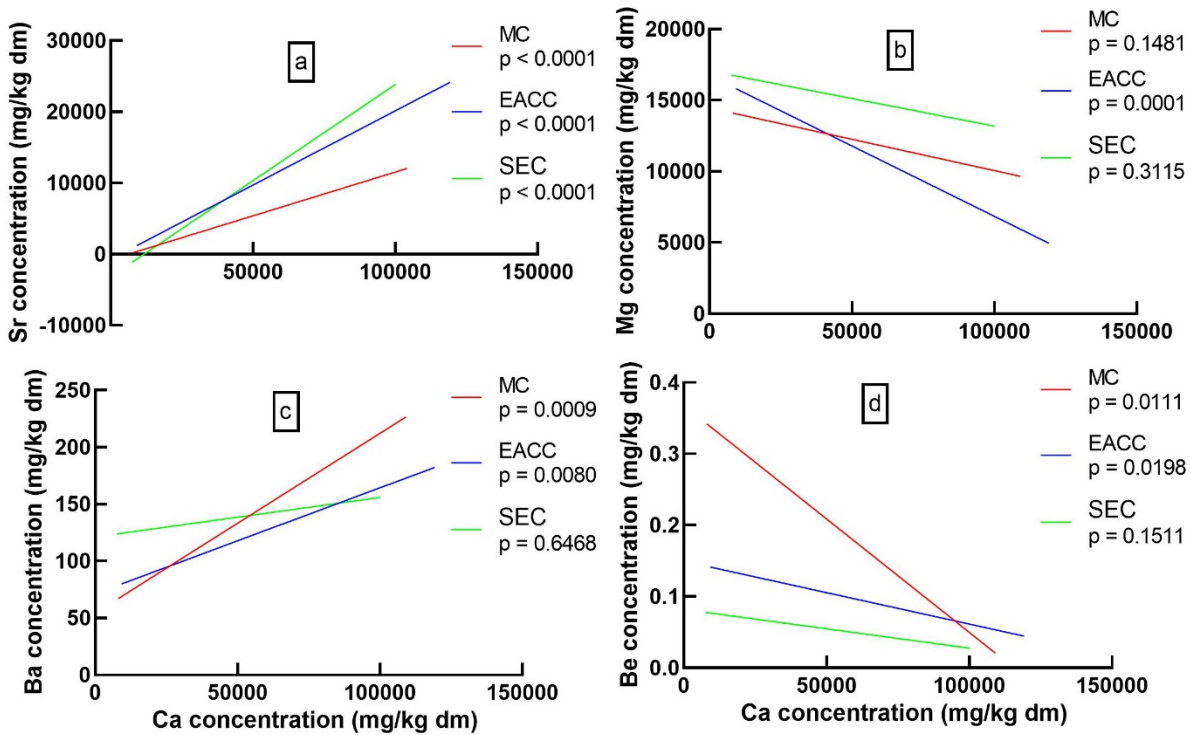 Sr concentration (mg/kg dm)
30000
20000
10000
0
-10000
50000
100000
150000
a
MC
p < 0.0001
EACC
p < 0.0001
SEC
p < 0.0001
Mg concentration (mg/kg dm)
20000
15000
10000
5000
0
0
50000
100000
150000
b
MC
p = 0.1481
EACC
p = 0.0001
SEC
p = 0.3115
Ba concentration (mg/kg dm)
250
200
150
100
50
0
0
50000
100000
150000
Ca concentration (mg/kg dm)
c
MC
p = 0.0009
EACC
p = 0.0080
SEC
p = 0.6468
Be concentration (mg/kg dm)
0.4
0.3
0.2
0.1
0.0
0
50000
100000
150000
Ca concentration (mg/kg dm)
d
MC
p = 0.0111
EACC
p = 0.0198
SEC
p = 0.1511